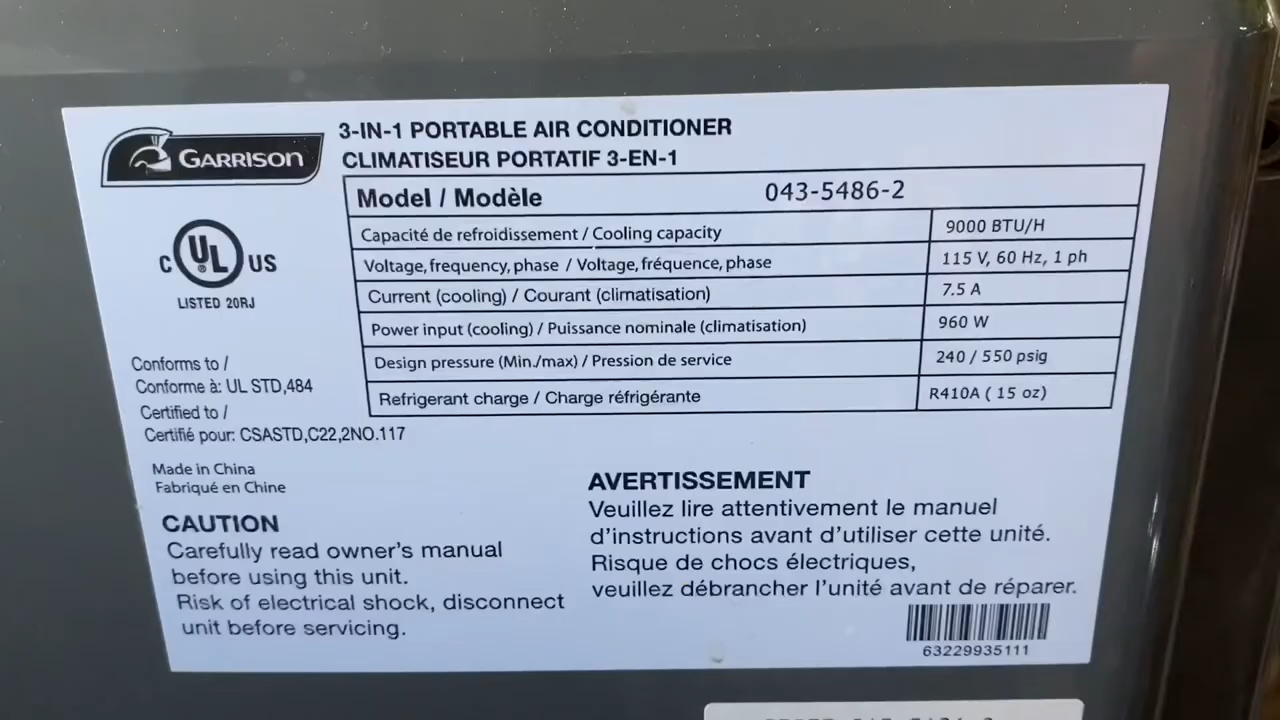 GARRISON
3-IN-1 PORTABLE AIR CONDITIONER
CLIMATISEUR PORTATIF 3-EN-1
Model / Modèle 043-5486-2
Capacité de refroidissement / Cooling capacity 9000 BTU/H
Voltage, frequency, phase / Voltage, fréquence, phase 115 V, 60 Hz, 1 ph
Current (cooling) / Courant (climatisation) 7.5 A
Power input (cooling) / Puissance nominale (climatisation) 960 W
Design pressure (Min./max) / Pression de service 240 / 550 psig
Refrigerant charge / Charge réfrigérante R410A ( 15 oz)
C UL ® US
LISTED 20RJ
Conforms to /
Conforme à: UL STD,484
Certified to /
Certifié pour: CSASTD,C22,2NO.117
Made in China
Fabriqué en Chine
CAUTION
Carefully read owner's manual
before using this unit.
Risk of electrical shock, disconnect
unit before servicing.
AVERTISSEMENT
Veuillez lire attentivement le manuel
d'instructions avant d'utiliser cette unité.
Risque de chocs électriques,
veuillez débrancher l'unité avant de réparer.
63229935111